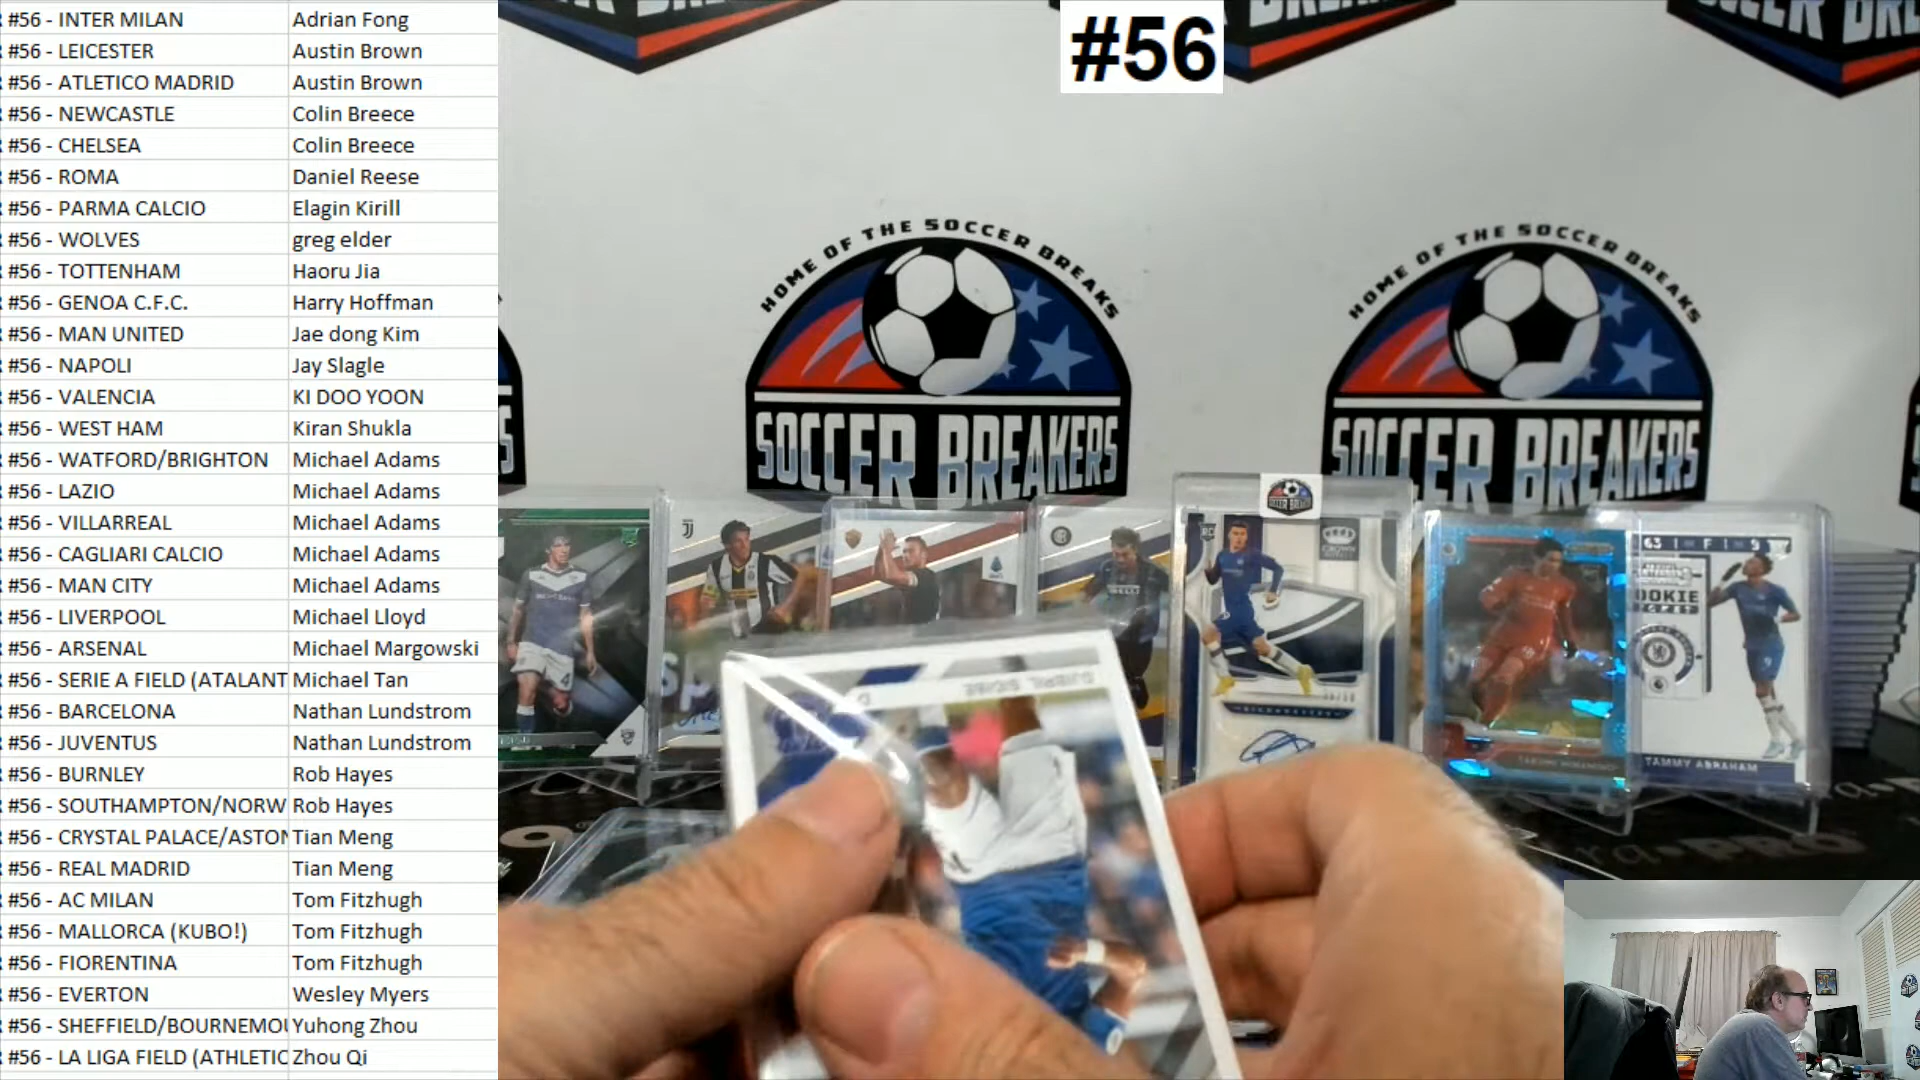 #56 - INTER MILAN Adrian Fong
#56 - LEICESTER Austin Brown
#56 - ATLETICO MADRID Austin Brown
#56 - NEWCASTLE Colin Breece
#56 - CHELSEA Colin Breece
#56 - ROMA Daniel Reese
#56 - PARMA CALCIO Elagin Kirill
#56 - WOLVES greg elder
#56 - TOTTENHAM Haoru Jia
#56 - GENOA C.F.C. Harry Hoffman
#56 - MAN UNITED Jae dong Kim
#56 - NAPOLI Jay Slagle
#56 - VALENCIA KI DOO YOON
#56 - WEST HAM Kiran Shukla
#56 - WATFORD/BRIGHTON Michael Adams
#56 - LAZIO Michael Adams
#56 - VILLARREAL Michael Adams
#56 - CAGLIARI CALCIO Michael Adams
#56 - MAN CITY Michael Adams
#56 - LIVERPOOL Michael Lloyd
#56 - ARSENAL Michael Margowski
#56 - SERIE A FIELD (ATALANT Michael Tan
#56 - BARCELONA Nathan Lundstrom
#56 - JUVENTUS Nathan Lundstrom
#56 - BURNLEY Rob Hayes
#56 - SOUTHAMPTON/NORW Rob Hayes
#56 - CRYSTAL PALACE/ASTON Tian Meng
#56 - REAL MADRID Tian Meng
#56 - AC MILAN Tom Fitzhugh
#56 - MALLORCA (KUBO!) Tom Fitzhugh
#56 - FIORENTINA Tom Fitzhugh
#56 - EVERTON Wesley Myers
#56 - SHEFFIELD/BOURNEMOU Yuhong Zhou
#56 - LA LIGA FIELD (ATHLETIC Zhou Qi
#56
HOME OF THE SOCCER BREAKS
SOCCER BREAKERS
HOME OF THE SOCCER BREAKS
SOCCER BREAKERS
RC
CROWN
63 F 9
OOKIE
TAMMY ABRAHAM
DJIBRIL SIDIBE
D
PRO